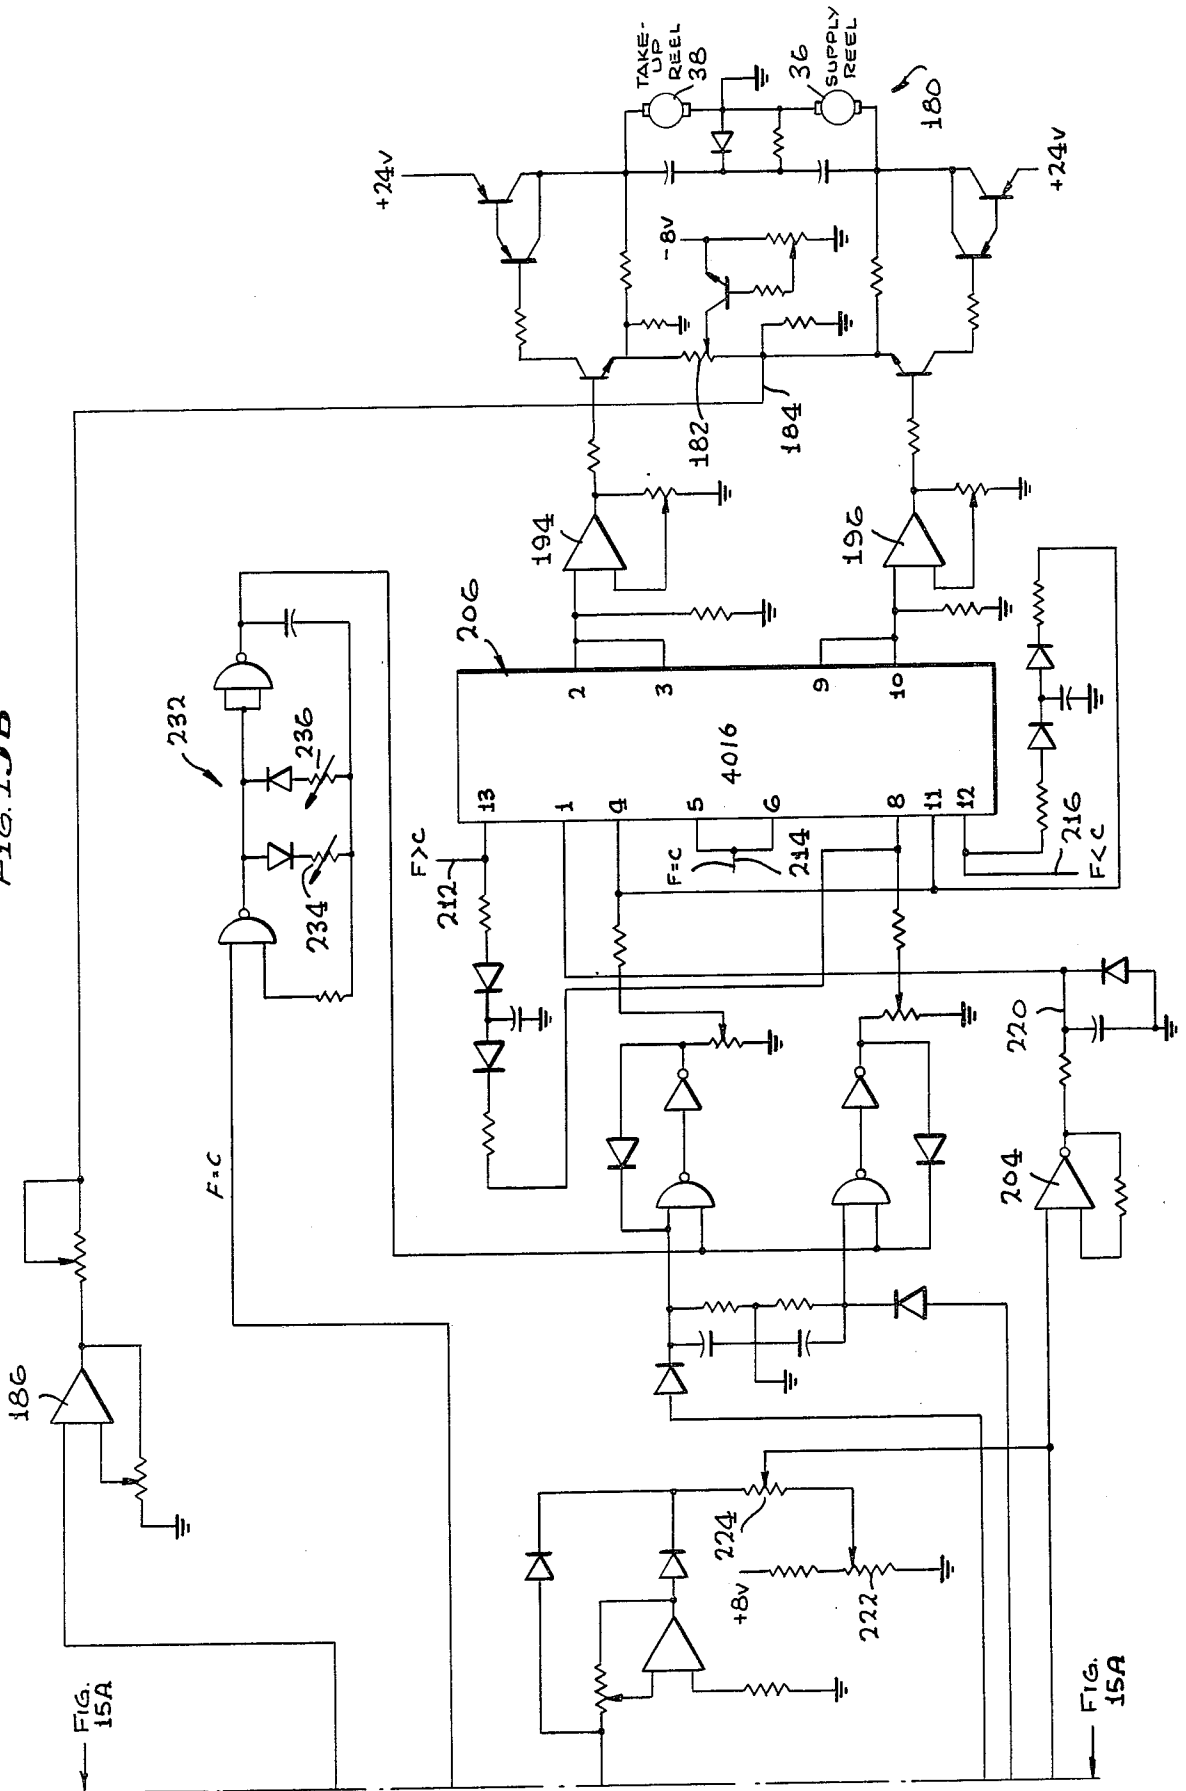 FIG. 15B
FIG.
15A
186
F=C
232
234
236
+24V
TAKE-
UP
REEL
38
36
SUPPLY
REEL
180
-8V
182
184
+24V
194
196
206
4016
13
1
4
5
6
8
11
12
2
3
9
10
F>C
212
F=C
214
216
F<C
220
204
224
+8V
222
FIG.
15A